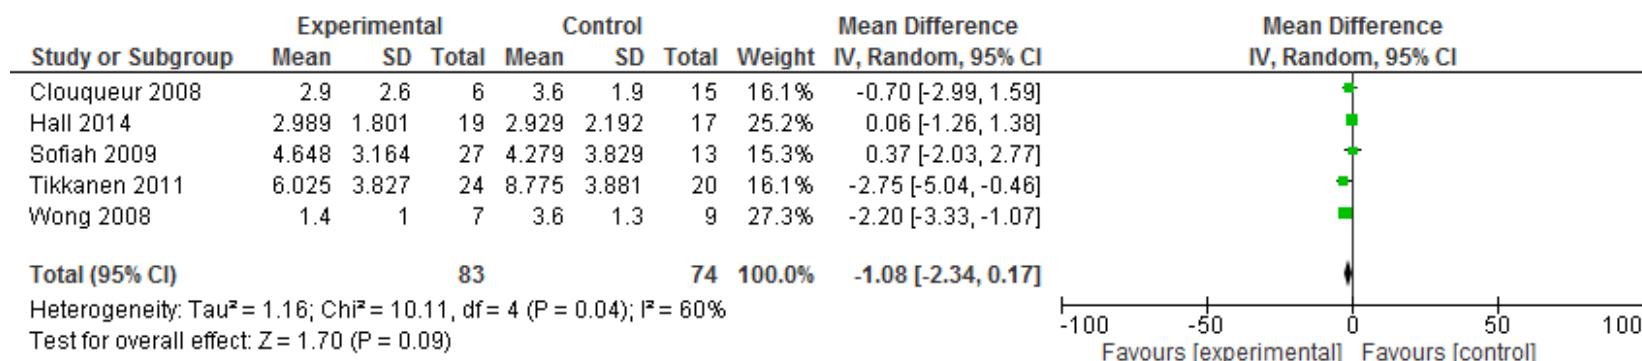 Experimental Control Mean Difference Mean Difference
Study or Subgroup Mean SD Total Mean SD Total Weight IV, Random, 95% CI IV, Random, 95% CI
Clouqueur 2008 2.9 2.6 6 3.6 1.9 15 16.1% -0.70 [-2.99, 1.59]
Hall 2014 2.989 1.801 19 2.929 2.192 17 25.2% 0.06 [-1.26, 1.38]
Sofiah 2009 4.648 3.164 27 4.279 3.829 13 15.3% 0.37 [-2.03, 2.77]
Tikkanen 2011 6.025 3.827 24 8.775 3.881 20 16.1% -2.75 [-5.04, -0.46]
Wong 2008 1.4 1 7 3.6 1.3 9 27.3% -2.20 [-3.33, -1.07]
Total (95% CI) 83 74 100.0% -1.08 [-2.34, 0.17]
Heterogeneity: Tau² = 1.16; Chi² = 10.11, df = 4 (P = 0.04); I² = 60%
Test for overall effect: Z = 1.70 (P = 0.09)
-100 -50 0 50 100
Favours [experimental] Favours [control]